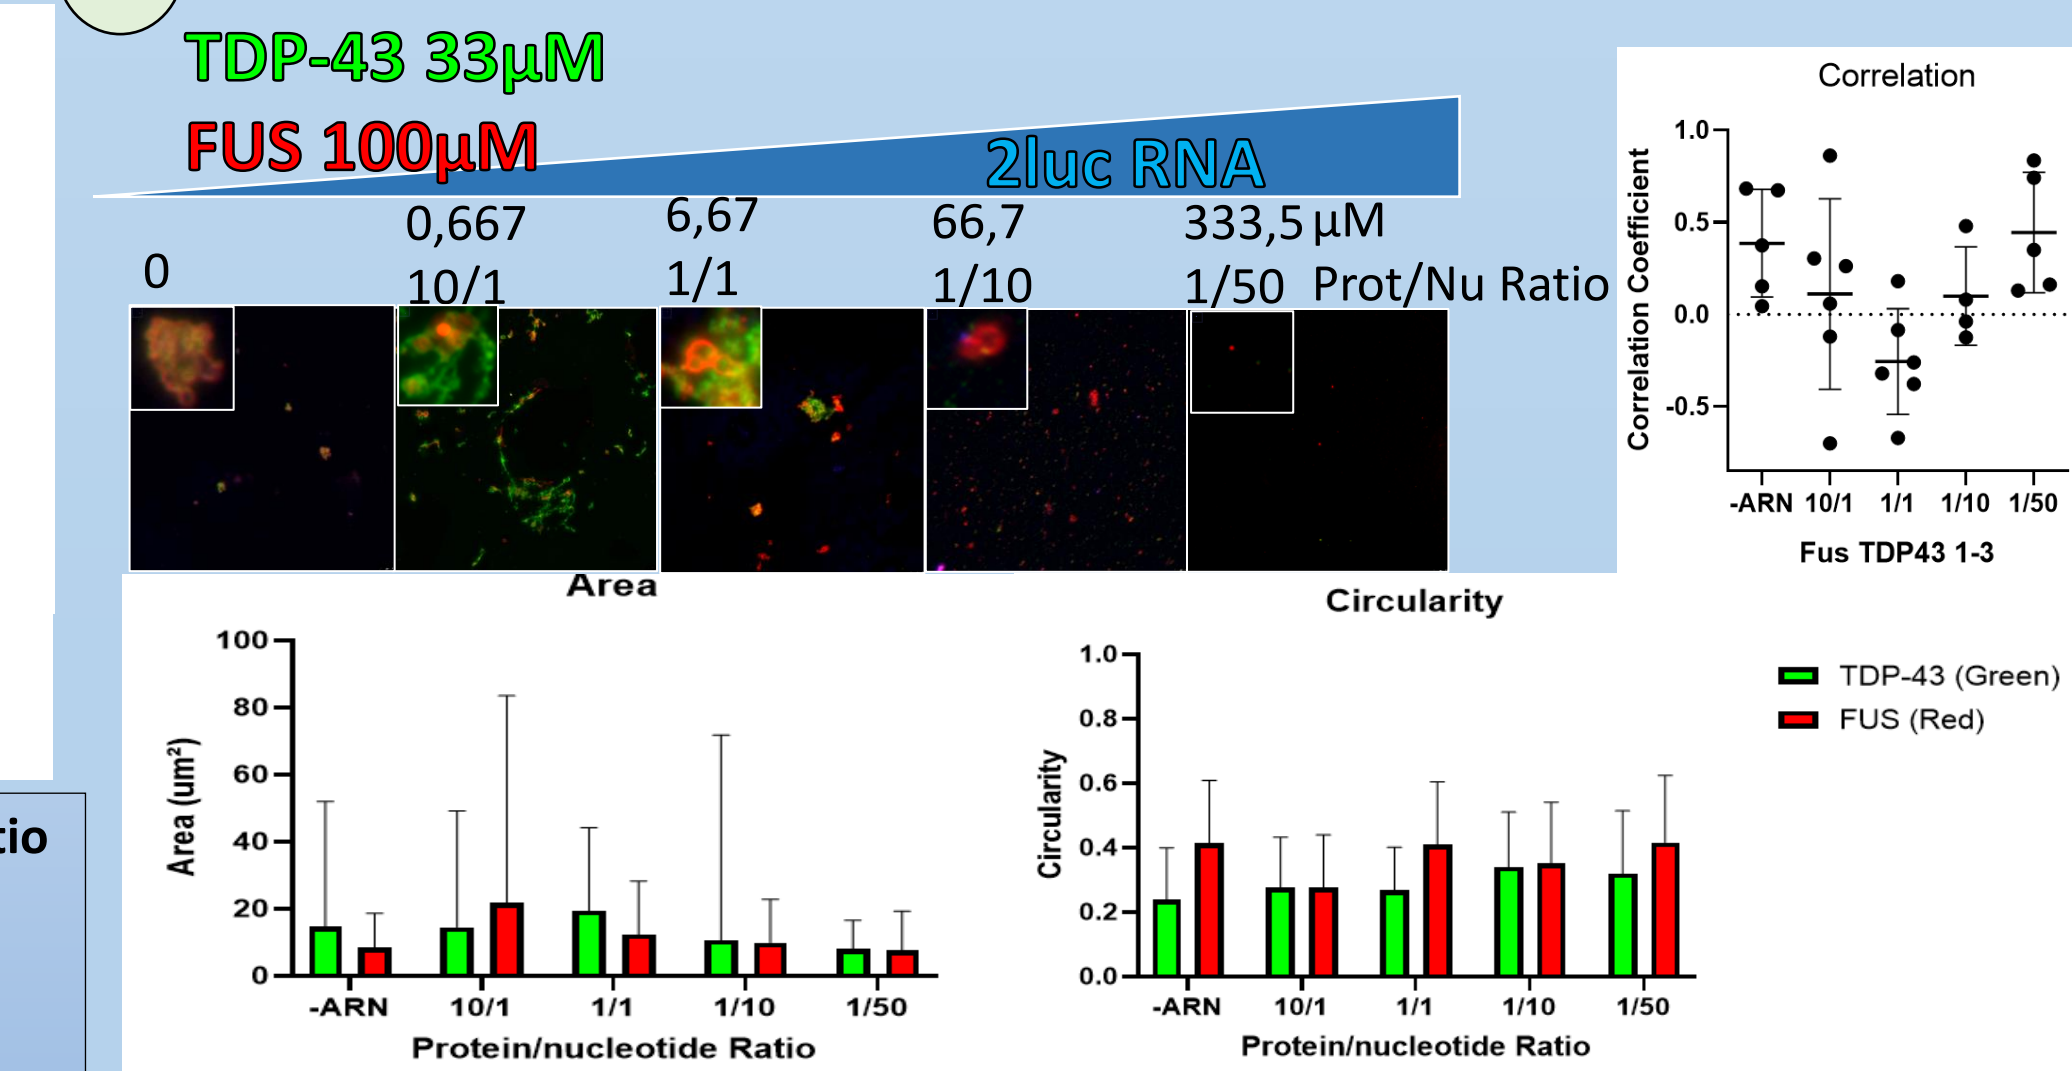 TDP-43 33µM
FUS 100µM
2luc RNA
0
0,667
6,67
66,7
333,5 µM
10/1
1/1
1/10
1/50
Prot/Nu Ratio
Correlation
Correlation Coefficient
1.0
0.5
0.0
-0.5
-ARN 10/1 1/1 1/10 1/50
Fus TDP43 1-3
Area
Area (um²)
100
80
60
40
20
0
-ARN 10/1 1/1 1/10 1/50
Protein/nucleotide Ratio
Circularity
Circularity
1.0
0.8
0.6
0.4
0.2
0.0
-ARN 10/1 1/1 1/10 1/50
Protein/nucleotide Ratio
TDP-43 (Green)
FUS (Red)